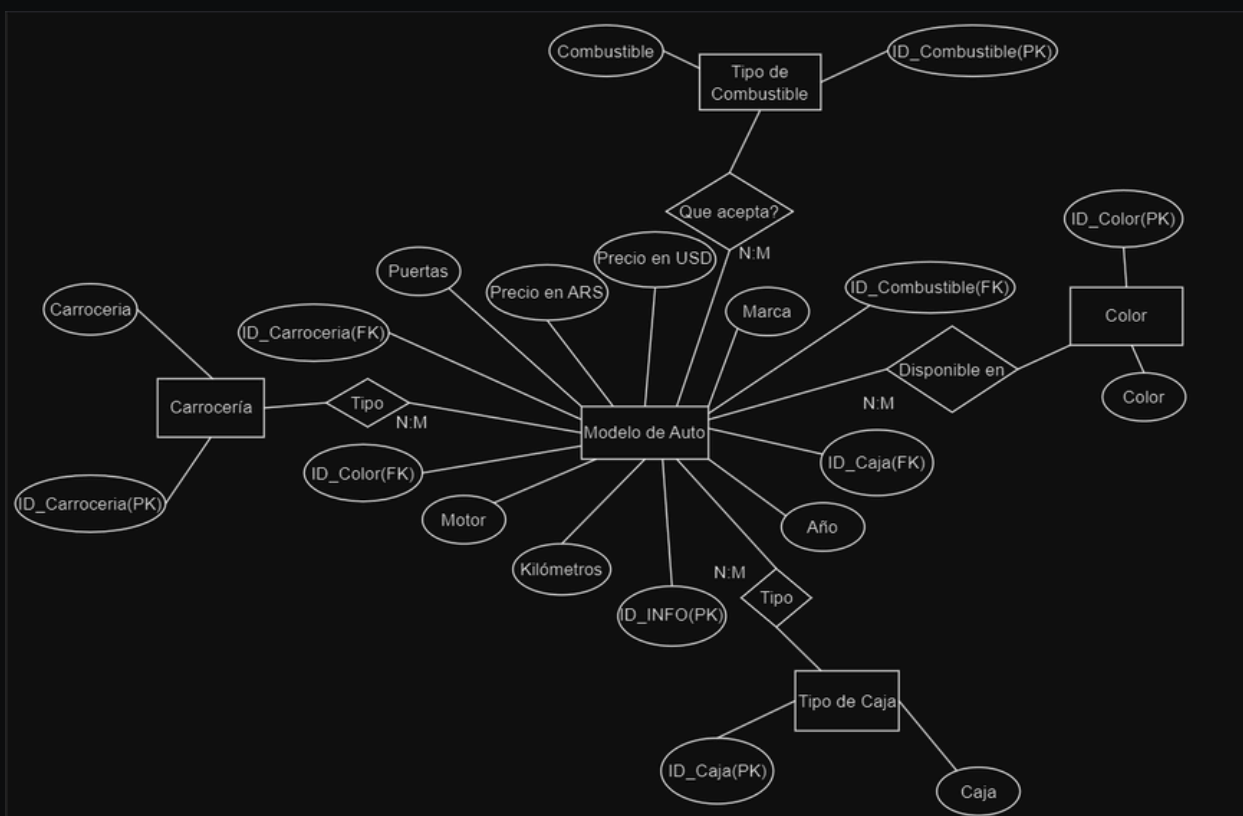 Combustible
Tipo de
Combustible
ID_Combustible(PK)
Que acepta?
N:M
ID_Color(PK)
Precio en USD
Puertas
Precio en ARS
ID_Combustible(FK)
Carroceria
Marca
Color
ID_Carroceria(FK)
Disponible en
Carrocería
Tipo
N:M
N:M
Color
Modelo de Auto
ID_Color(FK)
ID_Caja(FK)
ID_Carroceria(PK)
Motor
Año
Kilómetros
N:M
Tipo
ID_INFO(PK)
Tipo de Caja
ID_Caja(PK)
Caja